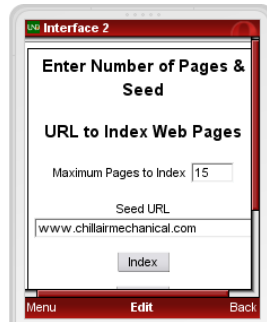 UNB Interface 2
Enter Number of Pages &
Seed
URL to Index Web Pages
Maximum Pages to Index 15
Seed URL
www.chillairmechanical.com
Index
Menu Edit Back